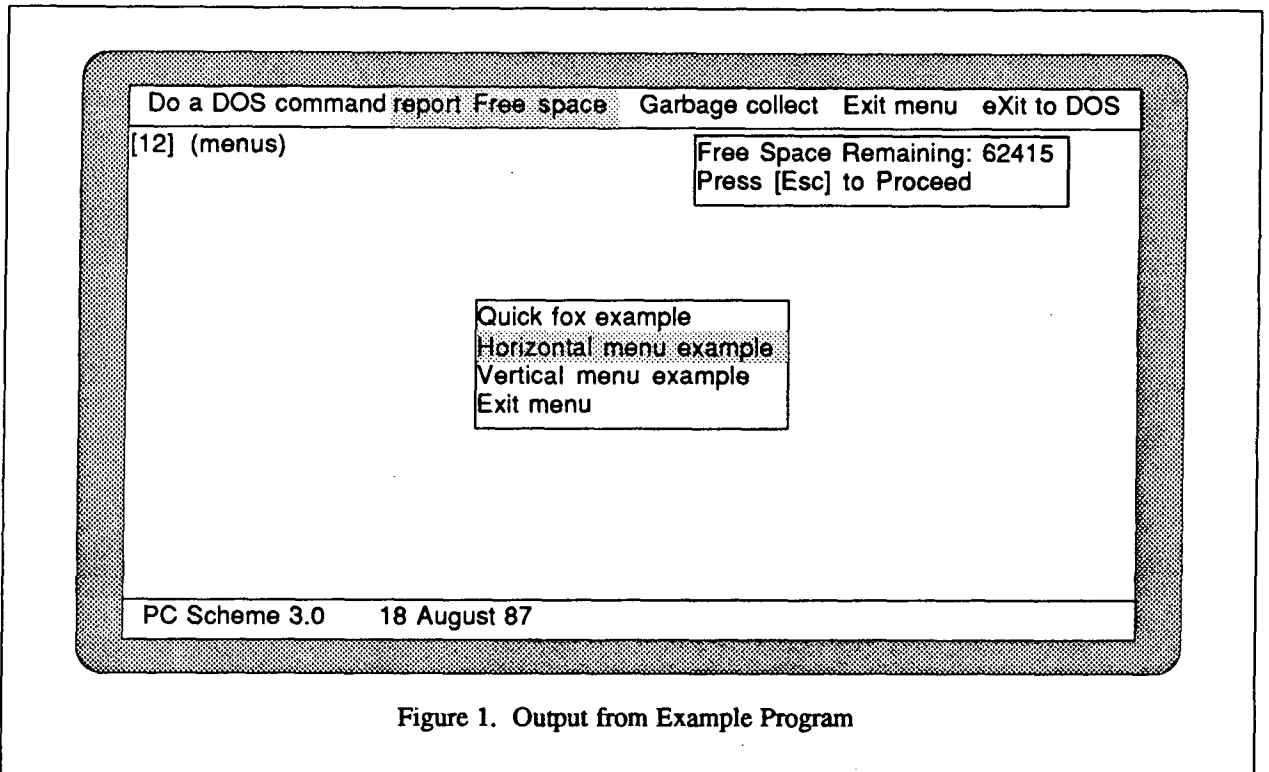 Do a DOS command report Free space Garbage collect Exit menu eXit to DOS
[12] (menus)
Free Space Remaining: 62415
Press [Esc] to Proceed
Quick fox example
Horizontal menu example
Vertical menu example
Exit menu
PC Scheme 3.0 18 August 87
Figure 1. Output from Example Program